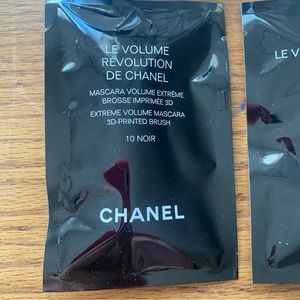 LE VOLUME
RÉVOLUTION
DE CHANEL
MASCARA VOLUME EXTRÊME
BROSSE IMPRIMÉE 3D
EXTREME VOLUME MASCARA
3D-PRINTED BRUSH
10 NOIR
CHANEL
LE V